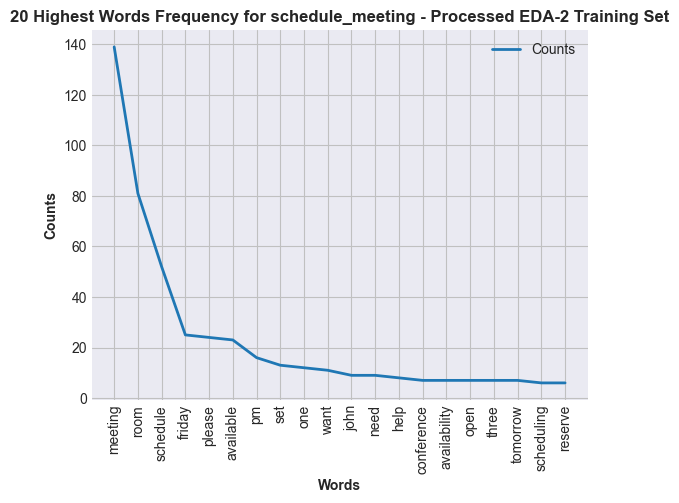 20 Highest Words Frequency for schedule_meeting - Processed EDA-2 Training Set
Counts
140
120
100
80
60
40
20
0
Counts
meeting
room
schedule
friday
please
available
pm
set
one
want
john
need
help
conference
availability
open
three
tomorrow
scheduling
reserve
Words